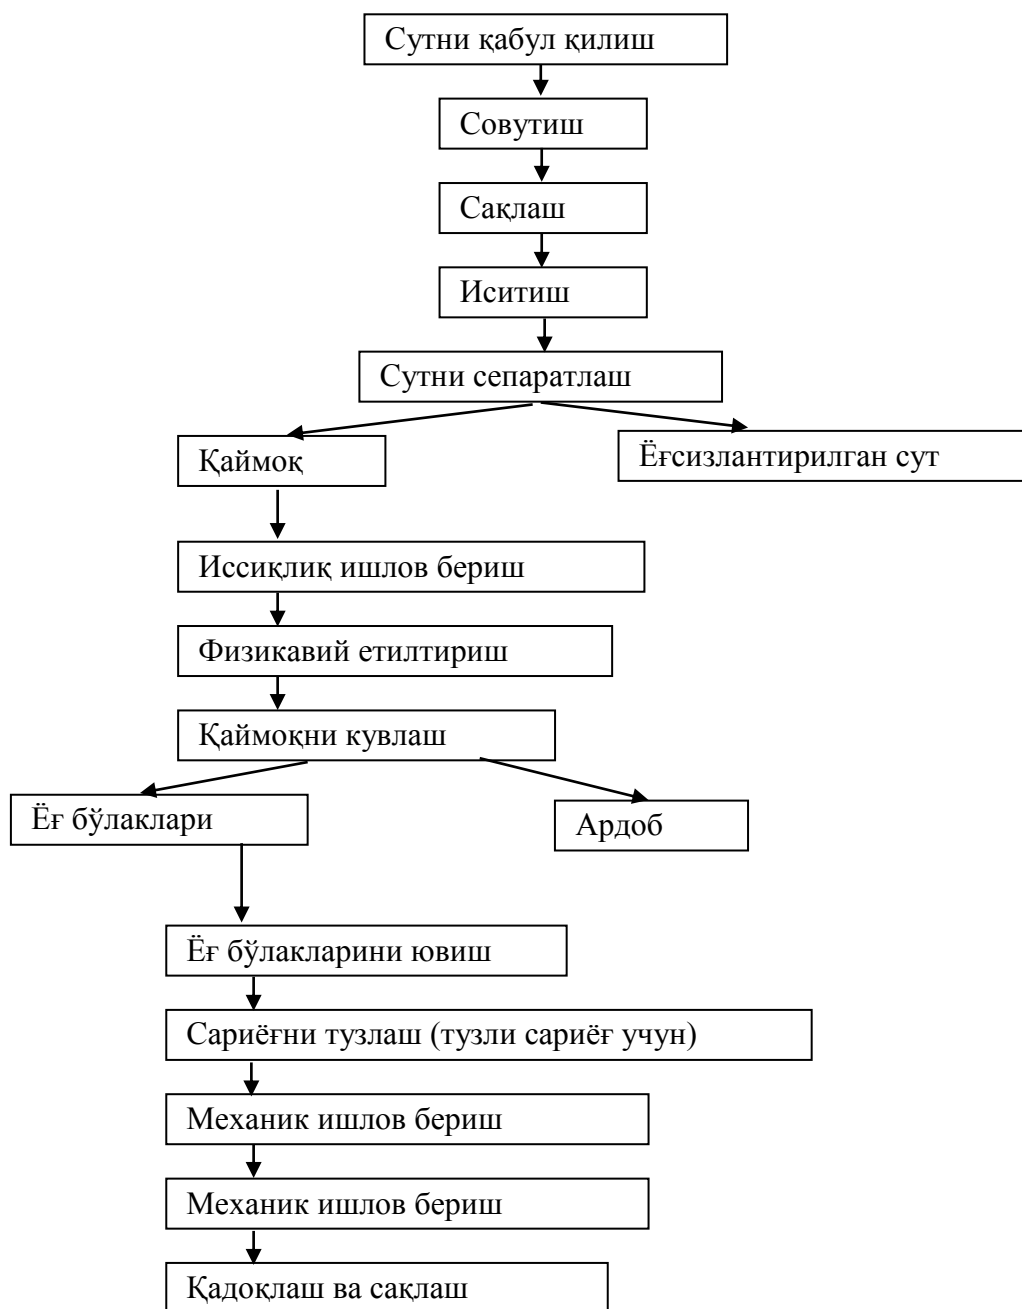 Сутни қабул қилиш
Совутиш
Сақлаш
Иситиш
Сутни сепаратлаш
Қаймоқ
Ёғсизлантирилган сут
Иссиқлиқ ишлов бериш
Физикавий етилтириш
Қаймоқни кувлаш
Ёғ бўлаклари
Ардоб
Ёғ бўлакларини ювиш
Сариёғни тузлаш (тузли сариёғ учун)
Механик ишлов бериш
Механик ишлов бериш
Қадоқлаш ва сақлаш